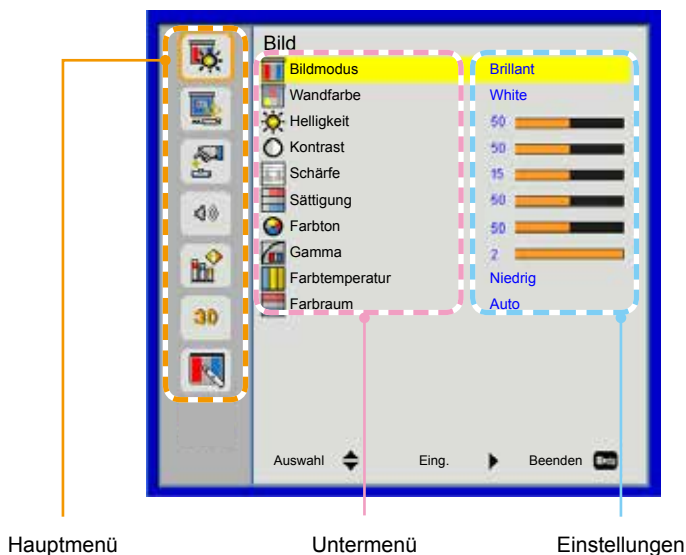 Bild
Bildmodus Brillant
Wandfarbe White
Helligkeit 50
Kontrast 50
Schärfe 15
Sättigung 50
Farbton 50
Gamma 2
Farbtemperatur Niedrig
Farbraum Auto
3D
Auswahl Eing. Beenden
Hauptmenü Untermenü Einstellungen